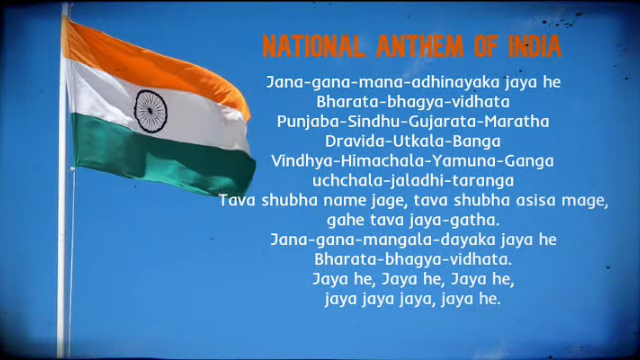 NATIONAL ANTHEM OF INDIA
Jana-gana-mana-adhinayaka jaya he
Bharata-bhagya-vidhata
Punjaba-Sindhu-Gujarata-Maratha
Dravida-Utkala-Banga
Vindhya-Himachala-Yamuna-Ganga
uchchala-jaladhi-taranga
Tava shubha name jage, tava shubha asisa mage,
gahe tava jaya-gatha.
Jana-gana-mangala-dayaka jaya he
Bharata-bhagya-vidhata.
Jaya he, Jaya he, Jaya he,
jaya jaya jaya, jaya he.